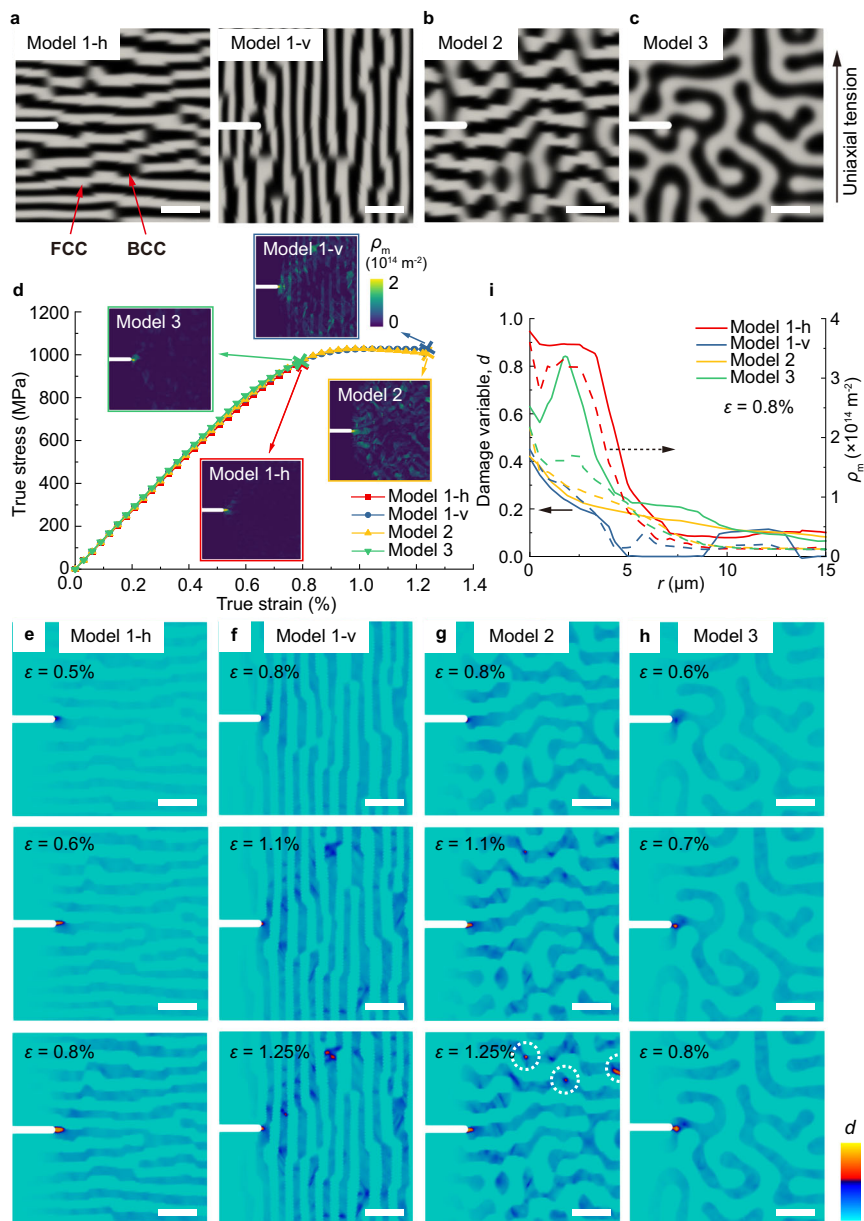 a
Model 1-h
Model 1-v
b
Model 2
c
Model 3
Uniaxial tension
FCC
BCC
d
Model 1-v
ρm
(10¹⁴ m⁻²)
2
0
Model 3
Model 2
Model 1-h
Model 1-h
Model 1-v
Model 2
Model 3
1200
1000
800
600
400
200
0
0.0
0.2
0.4
0.6
0.8
1.0
1.2
1.4
True stress (MPa)
True strain (%)
i
1.0
0.8
0.6
0.4
0.2
0.0
Damage variable, d
Model 1-h
Model 1-v
Model 2
Model 3
ε = 0.8%
4
3
2
1
0
ρm (×10¹⁴ m⁻²)
0
5
10
15
r (μm)
e
Model 1-h
f
Model 1-v
g
Model 2
h
Model 3
ε = 0.5%
ε = 0.8%
ε = 0.8%
ε = 0.6%
ε = 0.6%
ε = 1.1%
ε = 1.1%
ε = 0.7%
ε = 0.8%
ε = 1.25%
ε = 1.25%
ε = 0.8%
d